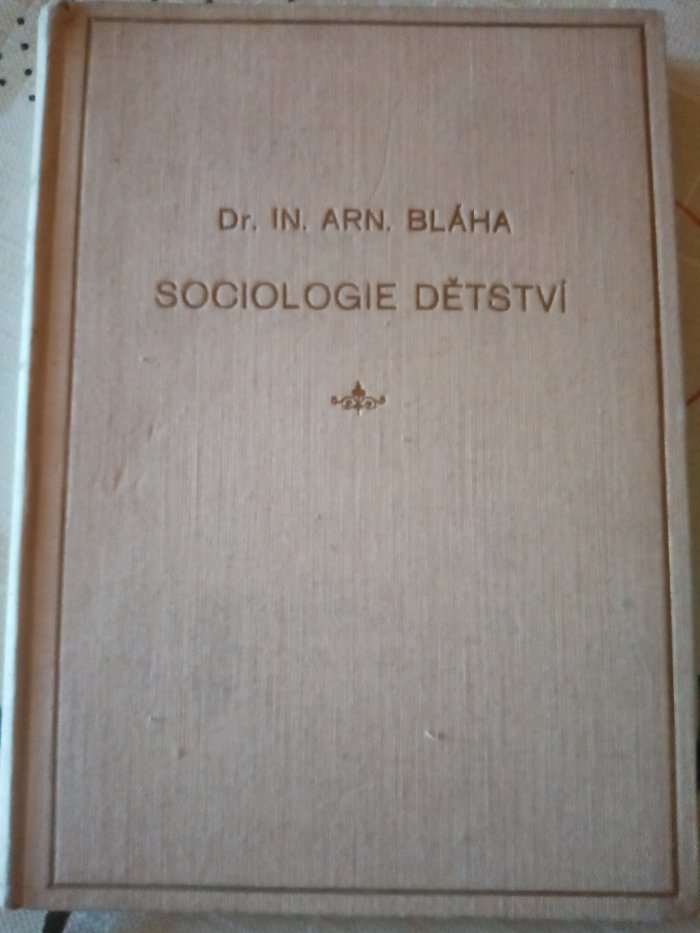 Dr. IN. ARN. BLÁHA
SOCIOLOGIE DĚTSTVÍ